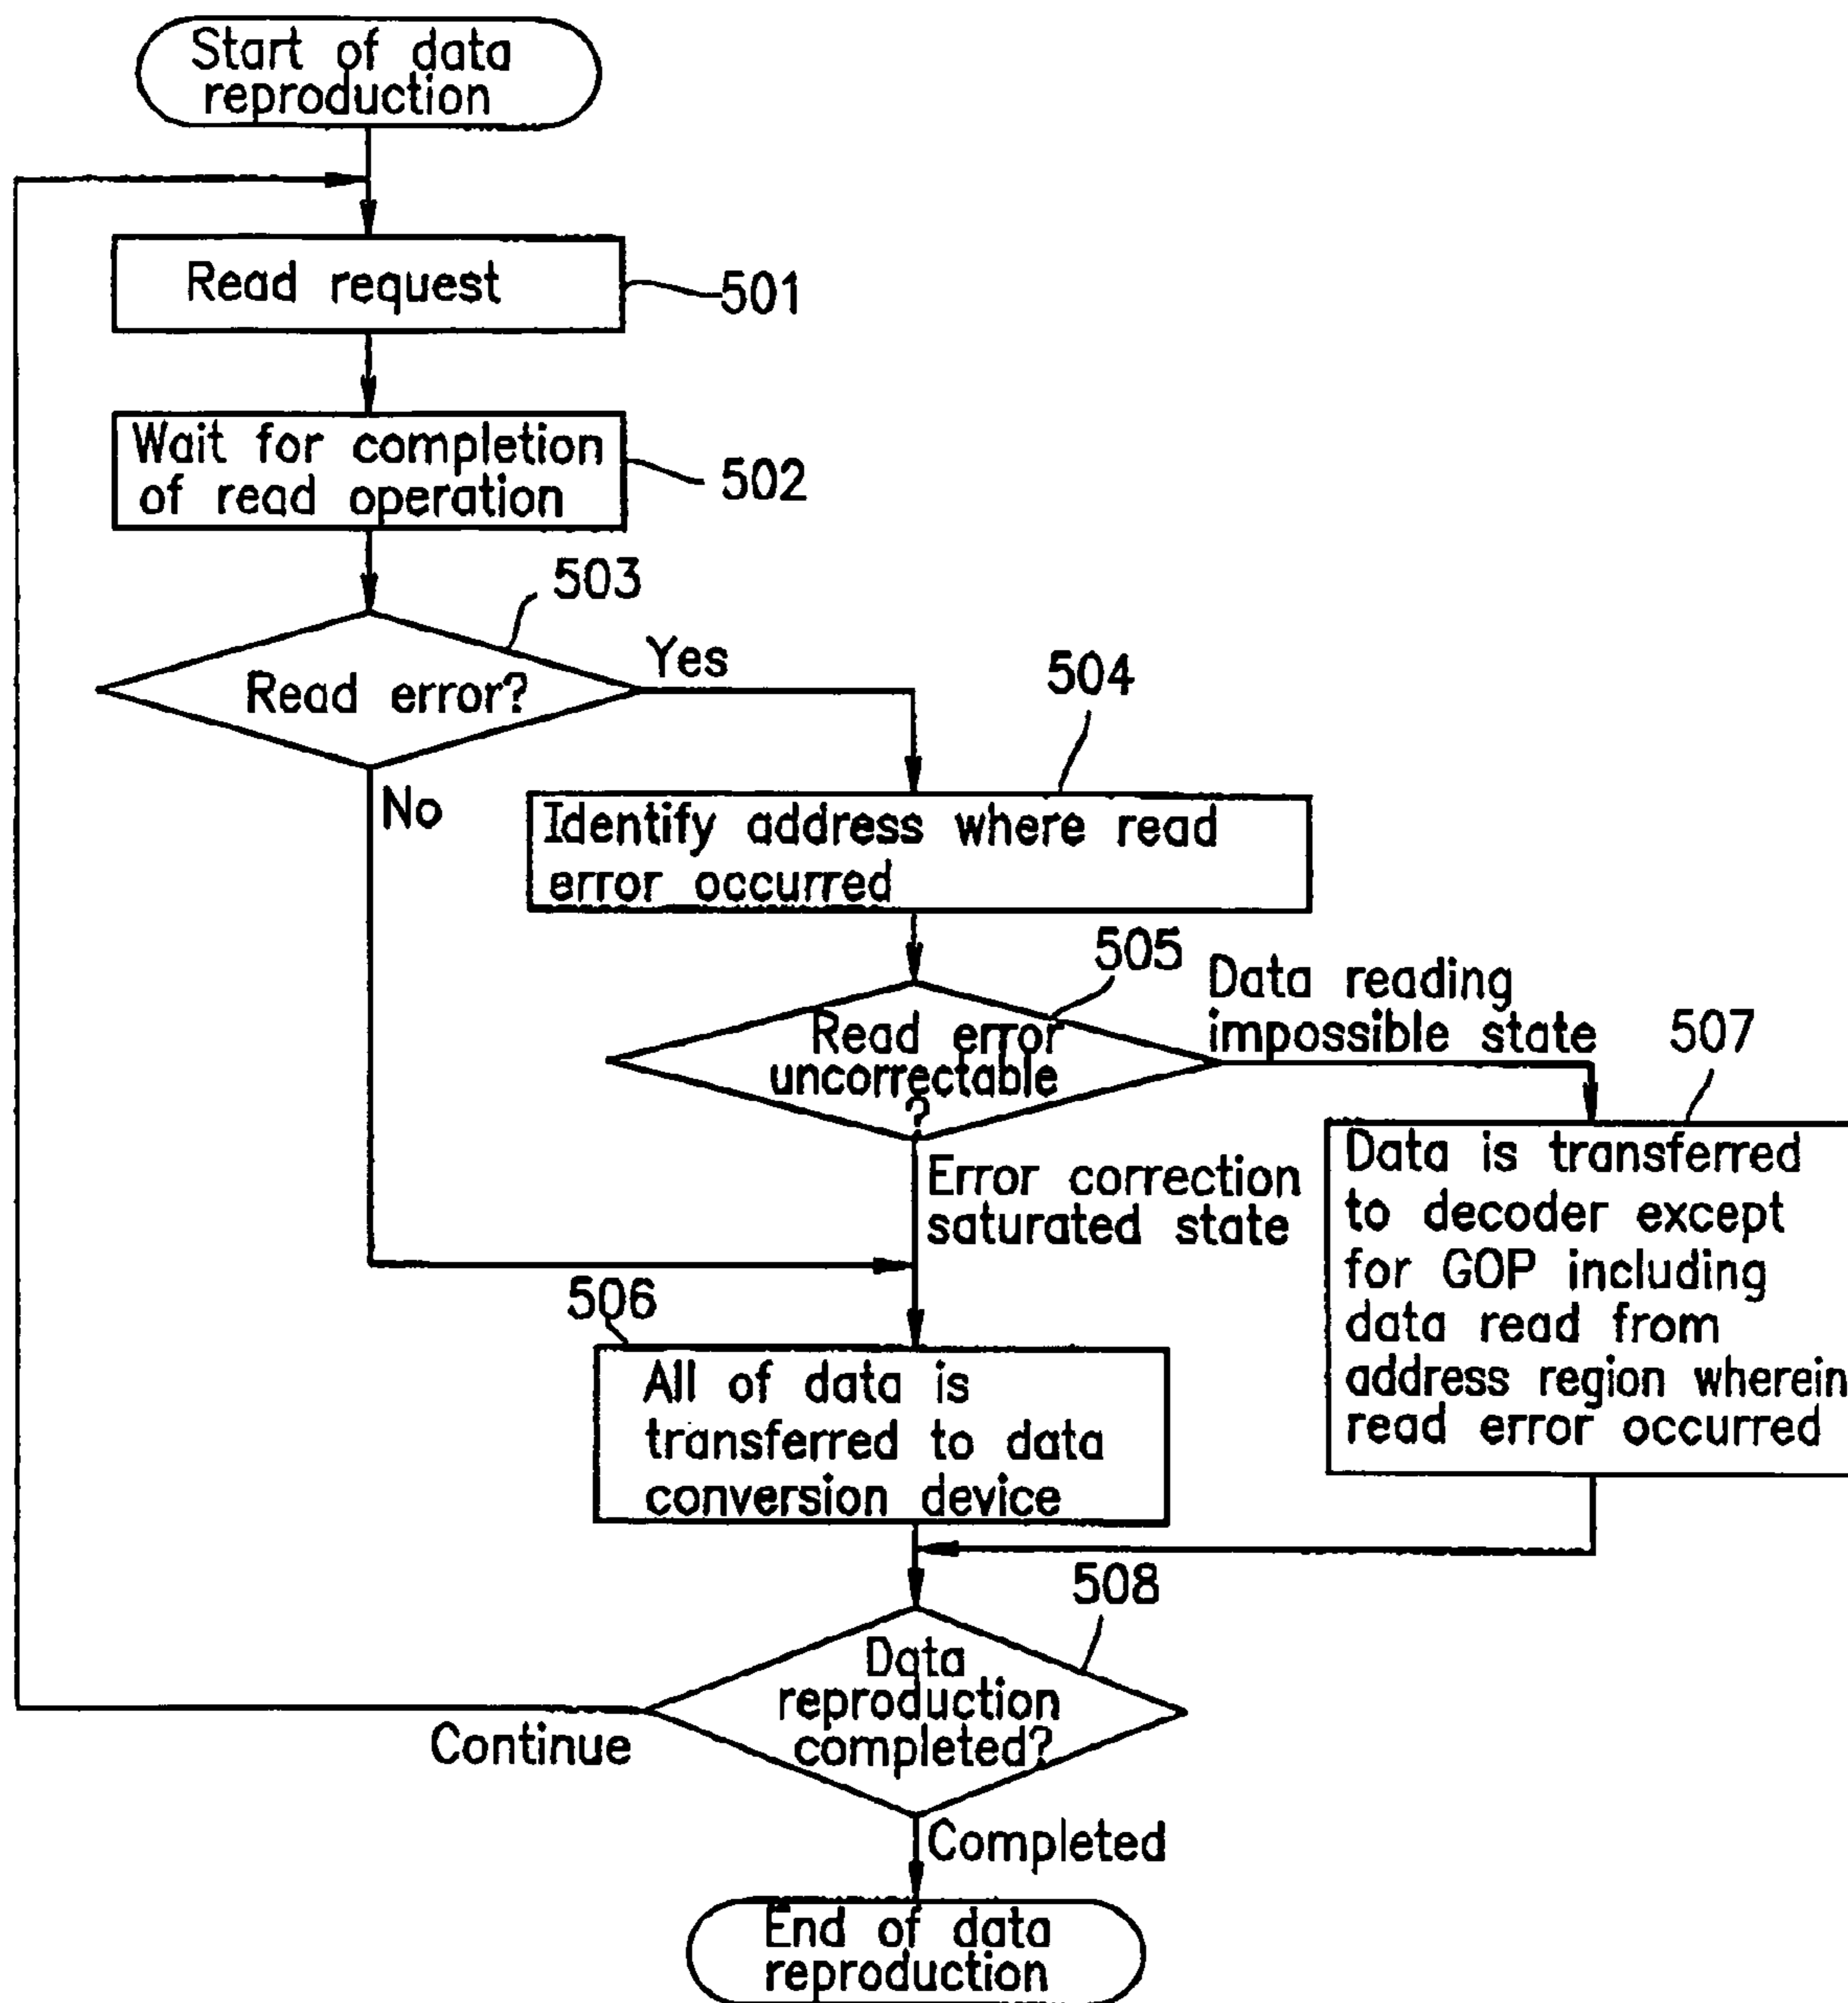 Start of data
reproduction
Read request
501
Wait for completion
of read operation
502
503
Read error?
Yes
No
504
Identify address where read
error occurred
505
Read error
uncorrectable
?
Data reading
impossible state
507
Error correction
saturated state
Data is transferred
to decoder except
for GOP including
data read from
address region wherein
read error occurred
506
All of data is
transferred to data
conversion device
508
Data
reproduction
completed?
Continue
Completed
End of data
reproduction